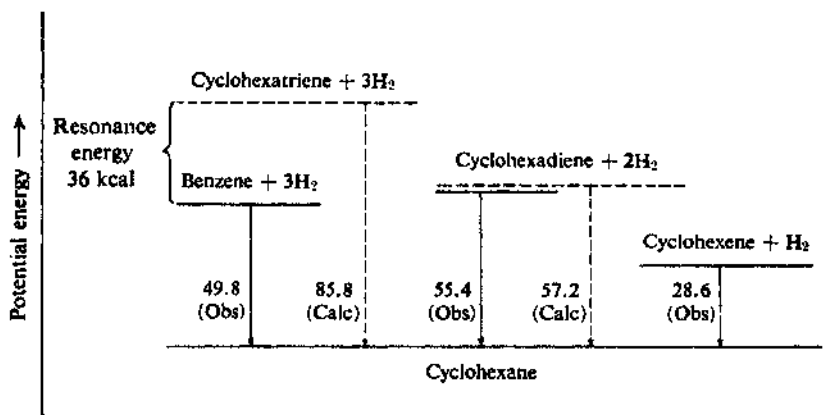 Cyclohexatriene + 3H₂
Resonance
energy
36 kcal
Benzene + 3H₂
Cyclohexadiene + 2H₂
Cyclohexene + H₂
49.8
(Obs)
85.8
(Calc)
55.4
(Obs)
57.2
(Calc)
28.6
(Obs)
Cyclohexane
Potential energy →